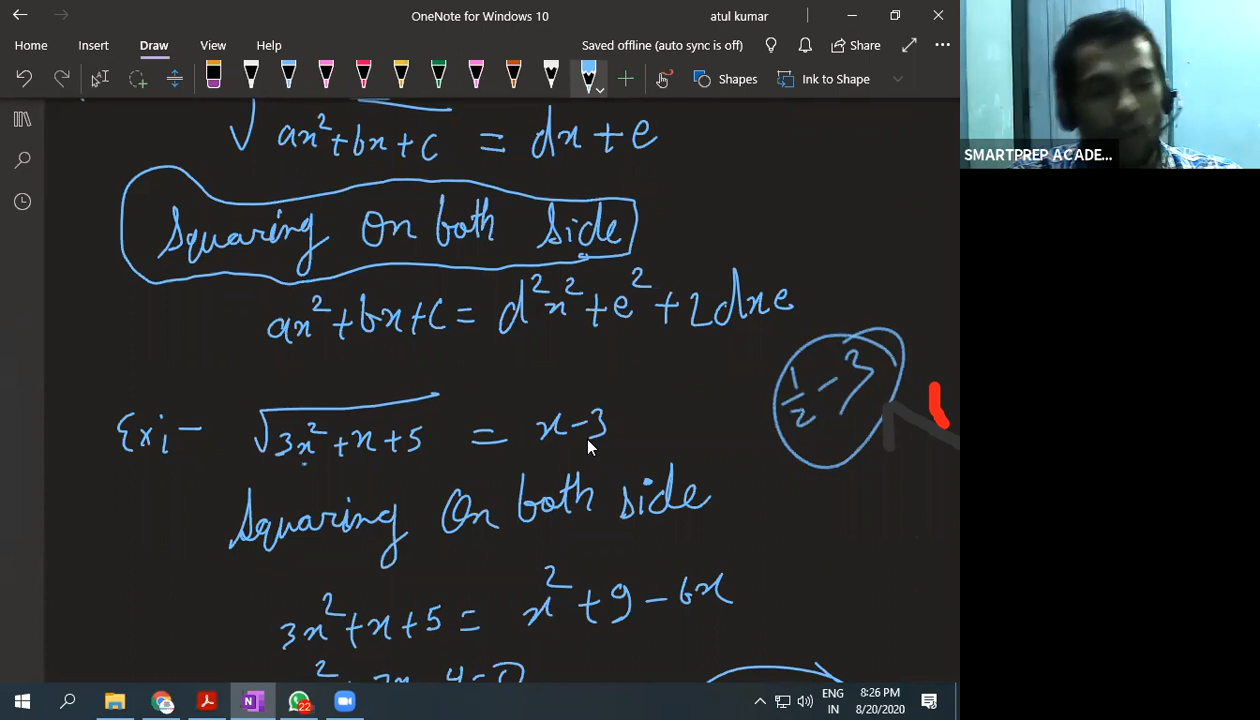 OneNote for Windows 10
atul kumar
Home Insert Draw View Help
Saved offline (auto sync is off)
Share
Shapes
Ink to Shape
√ax²+bx+c = dx+e
Squaring On both side
ax²+bx+c = d²x²+e²+2dxe
1/2 - 3
Ex:- √3x²+x+5 = x-3
Squaring On both side
3x²+x+5 = x²+9-6x
SMARTPREP ACADE...
22
ENG
IN
8:26 PM
8/20/2020